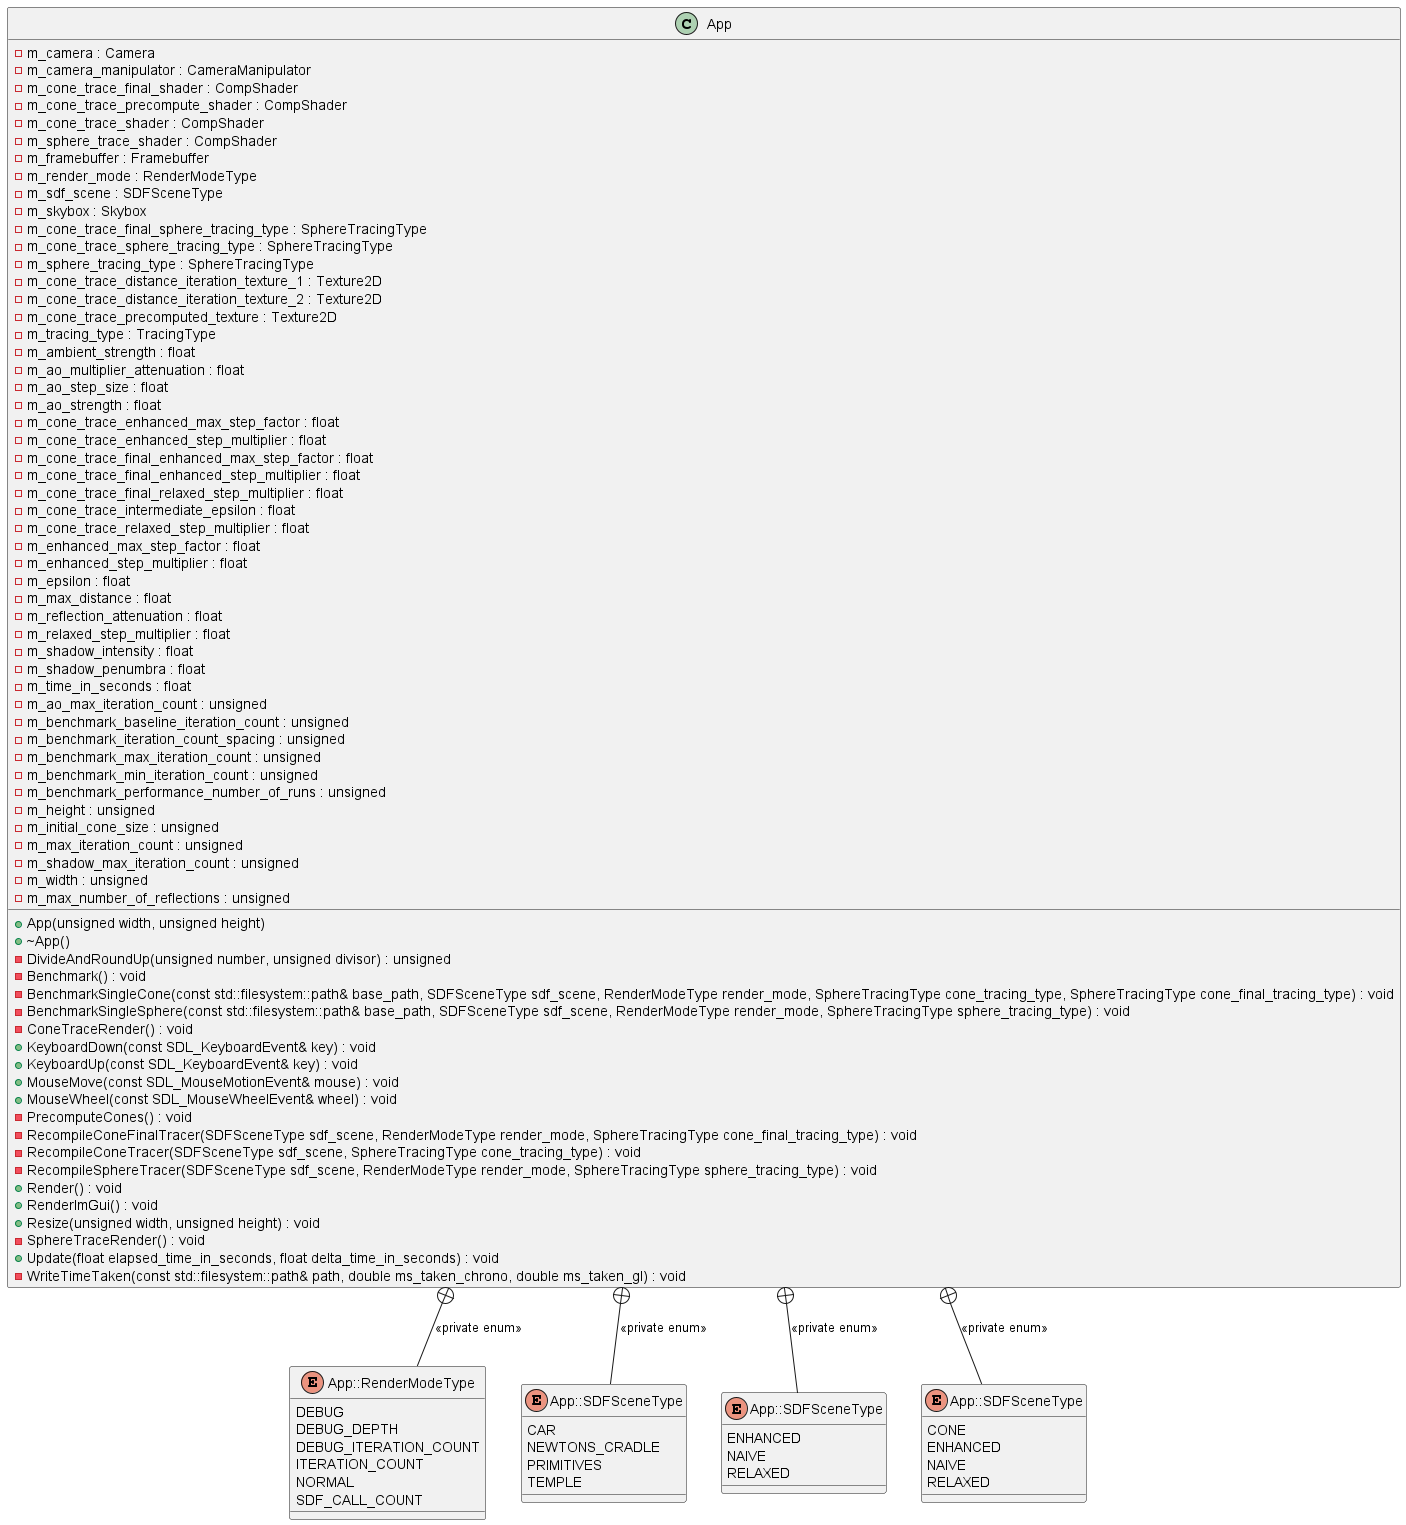 C App
m_camera : Camera
m_camera_manipulator : CameraManipulator
m_cone_trace_final_shader : CompShader
m_cone_trace_precompute_shader : CompShader
m_cone_trace_shader : CompShader
m_sphere_trace_shader : CompShader
m_framebuffer : Framebuffer
m_render_mode : RenderModeType
m_sdf_scene : SDFSceneType
m_skybox : Skybox
m_cone_trace_final_sphere_tracing_type : SphereTracingType
m_cone_trace_sphere_tracing_type : SphereTracingType
m_sphere_tracing_type : SphereTracingType
m_cone_trace_distance_iteration_texture_1 : Texture2D
m_cone_trace_distance_iteration_texture_2 : Texture2D
m_cone_trace_precomputed_texture : Texture2D
m_tracing_type : TracingType
m_ambient_strength : float
m_ao_multiplier_attenuation : float
m_ao_step_size : float
m_ao_strength : float
m_cone_trace_enhanced_max_step_factor : float
m_cone_trace_enhanced_step_multiplier : float
m_cone_trace_final_enhanced_max_step_factor : float
m_cone_trace_final_enhanced_step_multiplier : float
m_cone_trace_final_relaxed_step_multiplier : float
m_cone_trace_intermediate_epsilon : float
m_cone_trace_relaxed_step_multiplier : float
m_enhanced_max_step_factor : float
m_enhanced_step_multiplier : float
m_epsilon : float
m_max_distance : float
m_reflection_attenuation : float
m_relaxed_step_multiplier : float
m_shadow_intensity : float
m_shadow_penumbra : float
m_time_in_seconds : float
m_ao_max_iteration_count : unsigned
m_benchmark_baseline_iteration_count : unsigned
m_benchmark_iteration_count_spacing : unsigned
m_benchmark_max_iteration_count : unsigned
m_benchmark_min_iteration_count : unsigned
m_benchmark_performance_number_of_runs : unsigned
m_height : unsigned
m_initial_cone_size : unsigned
m_max_iteration_count : unsigned
m_shadow_max_iteration_count : unsigned
m_width : unsigned
m_max_number_of_reflections : unsigned
App(unsigned width, unsigned height)
~App()
DivideAndRoundUp(unsigned number, unsigned divisor) : unsigned
Benchmark() : void
BenchmarkSingleCone(const std::filesystem::path& base_path, SDFSceneType sdf_scene, RenderModeType render_mode, SphereTracingType cone_tracing_type, SphereTracingType cone_final_tracing_type) : void
BenchmarkSingleSphere(const std::filesystem::path& base_path, SDFSceneType sdf_scene, RenderModeType render_mode, SphereTracingType sphere_tracing_type) : void
ConeTraceRender() : void
KeyboardDown(const SDL_KeyboardEvent& key) : void
KeyboardUp(const SDL_KeyboardEvent& key) : void
MouseMove(const SDL_MouseMotionEvent& mouse) : void
MouseWheel(const SDL_MouseWheelEvent& wheel) : void
PrecomputeCones() : void
RecompileConeFinalTracer(SDFSceneType sdf_scene, RenderModeType render_mode, SphereTracingType cone_final_tracing_type) : void
RecompileConeTracer(SDFSceneType sdf_scene, SphereTracingType cone_tracing_type) : void
RecompileSphereTracer(SDFSceneType sdf_scene, RenderModeType render_mode, SphereTracingType sphere_tracing_type) : void
Render() : void
RenderImGui() : void
Resize(unsigned width, unsigned height) : void
SphereTraceRender() : void
Update(float elapsed_time_in_seconds, float delta_time_in_seconds) : void
WriteTimeTaken(const std::filesystem::path& path, double ms_taken_chrono, double ms_taken_gl) : void
«private enum»
«private enum»
«private enum»
«private enum»
E App::RenderModeType
DEBUG
DEBUG_DEPTH
DEBUG_ITERATION_COUNT
ITERATION_COUNT
NORMAL
SDF_CALL_COUNT
E App::SDFSceneType
CAR
NEWTONS_CRADLE
PRIMITIVES
TEMPLE
E App::SDFSceneType
ENHANCED
NAIVE
RELAXED
E App::SDFSceneType
CONE
ENHANCED
NAIVE
RELAXED